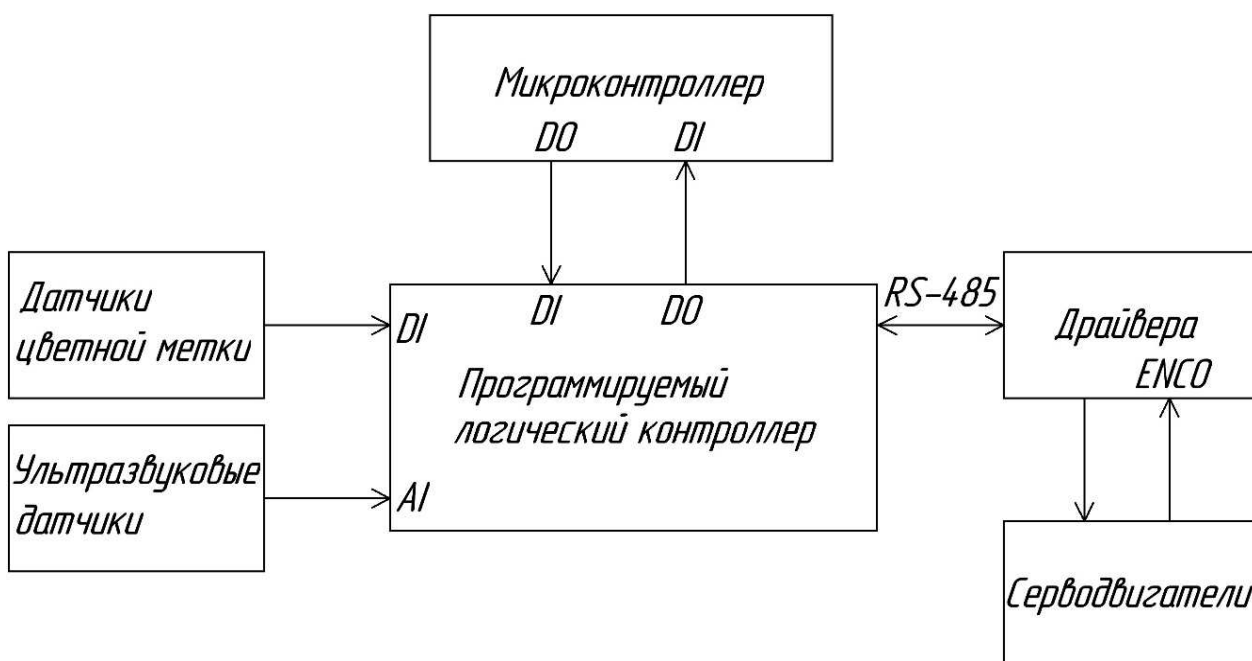 Микроконтроллер
DO DI
Датчики
цветной метки
DI
DI DO
RS-485
Драйвера
ENCO
Программируемый
логический контроллер
Ультразвуковые
датчики
AI
Серводвигатели